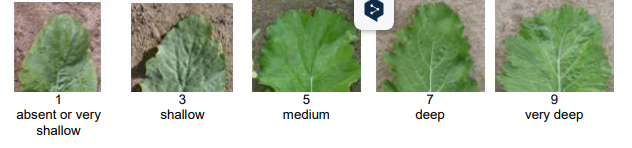 1 3 5 7 9
absent or very shallow medium deep very deep
shallow